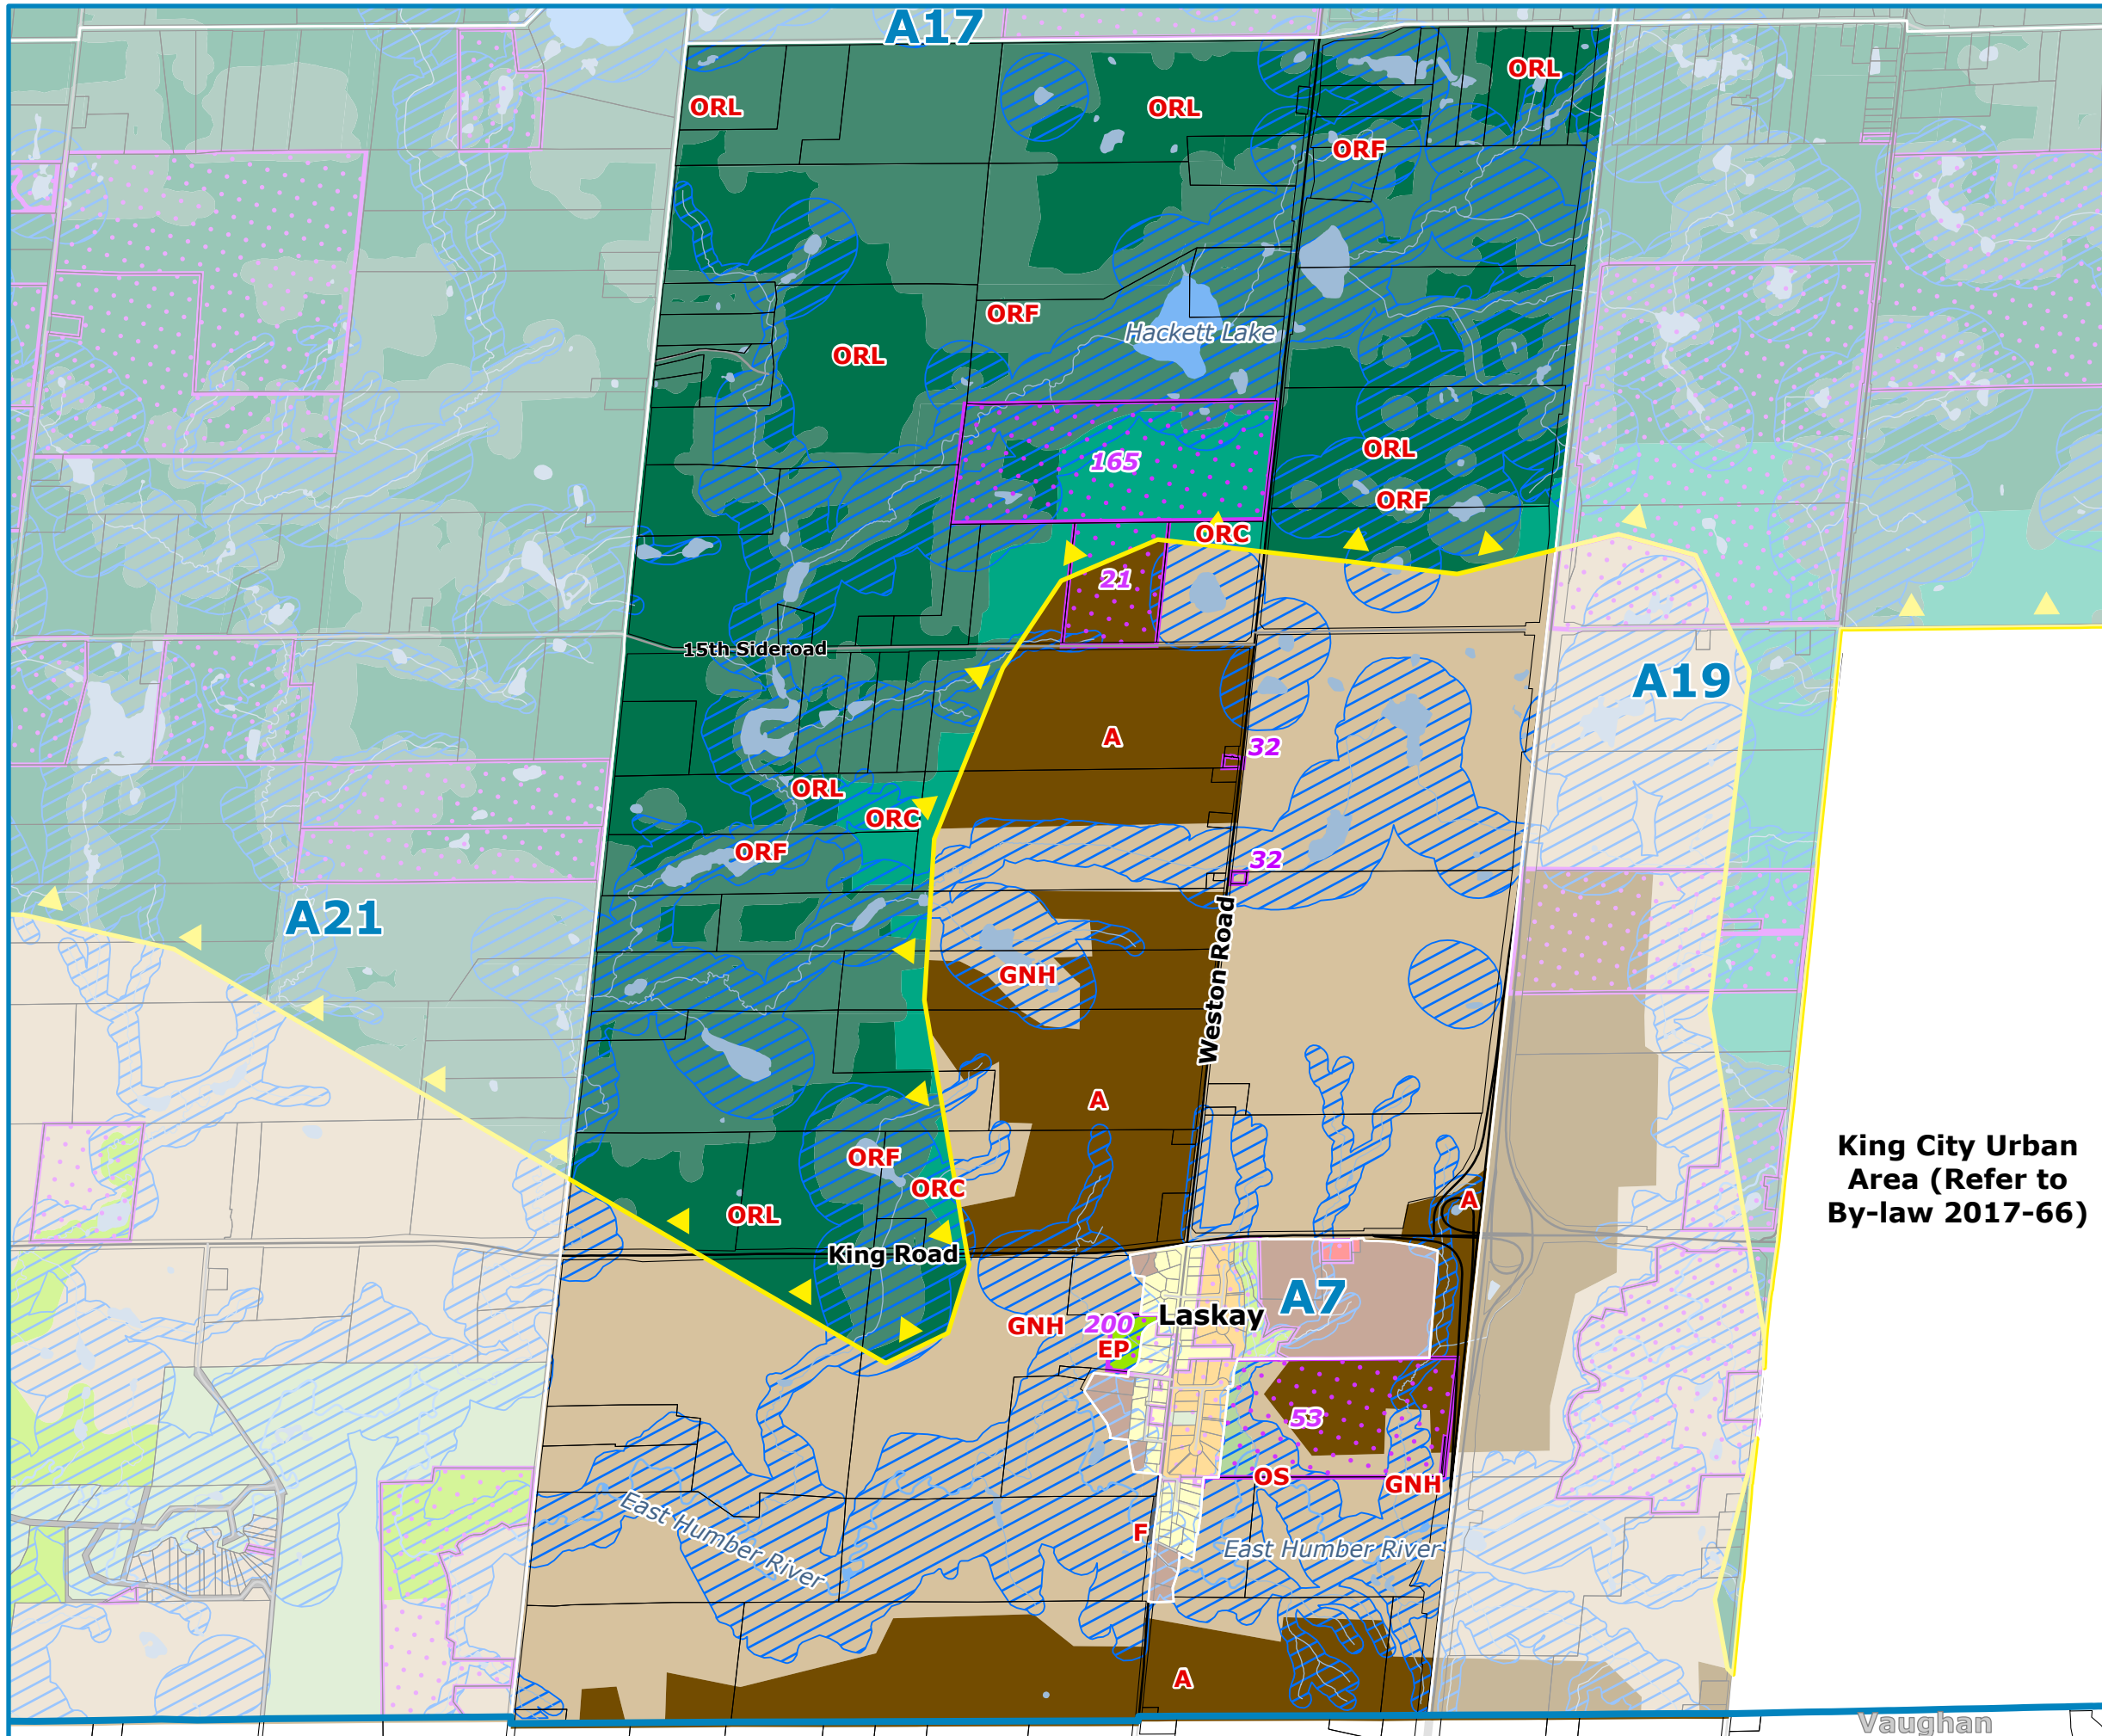 A17
ORL
ORL
ORL
ORF
ORF
Hackett Lake
ORL
ORL
165
ORF
ORC
21
15th Sideroad
A19
A
32
ORL
ORC
ORF
32
A21
Weston Road
GNH
A
King City Urban
Area (Refer to
By-law 2017-66)
ORF
ORC
A
ORL
King Road
A7
Laskay
GNH
200
EP
53
OS
GNH
East Humber River
F
East Humber River
A
Vaughan